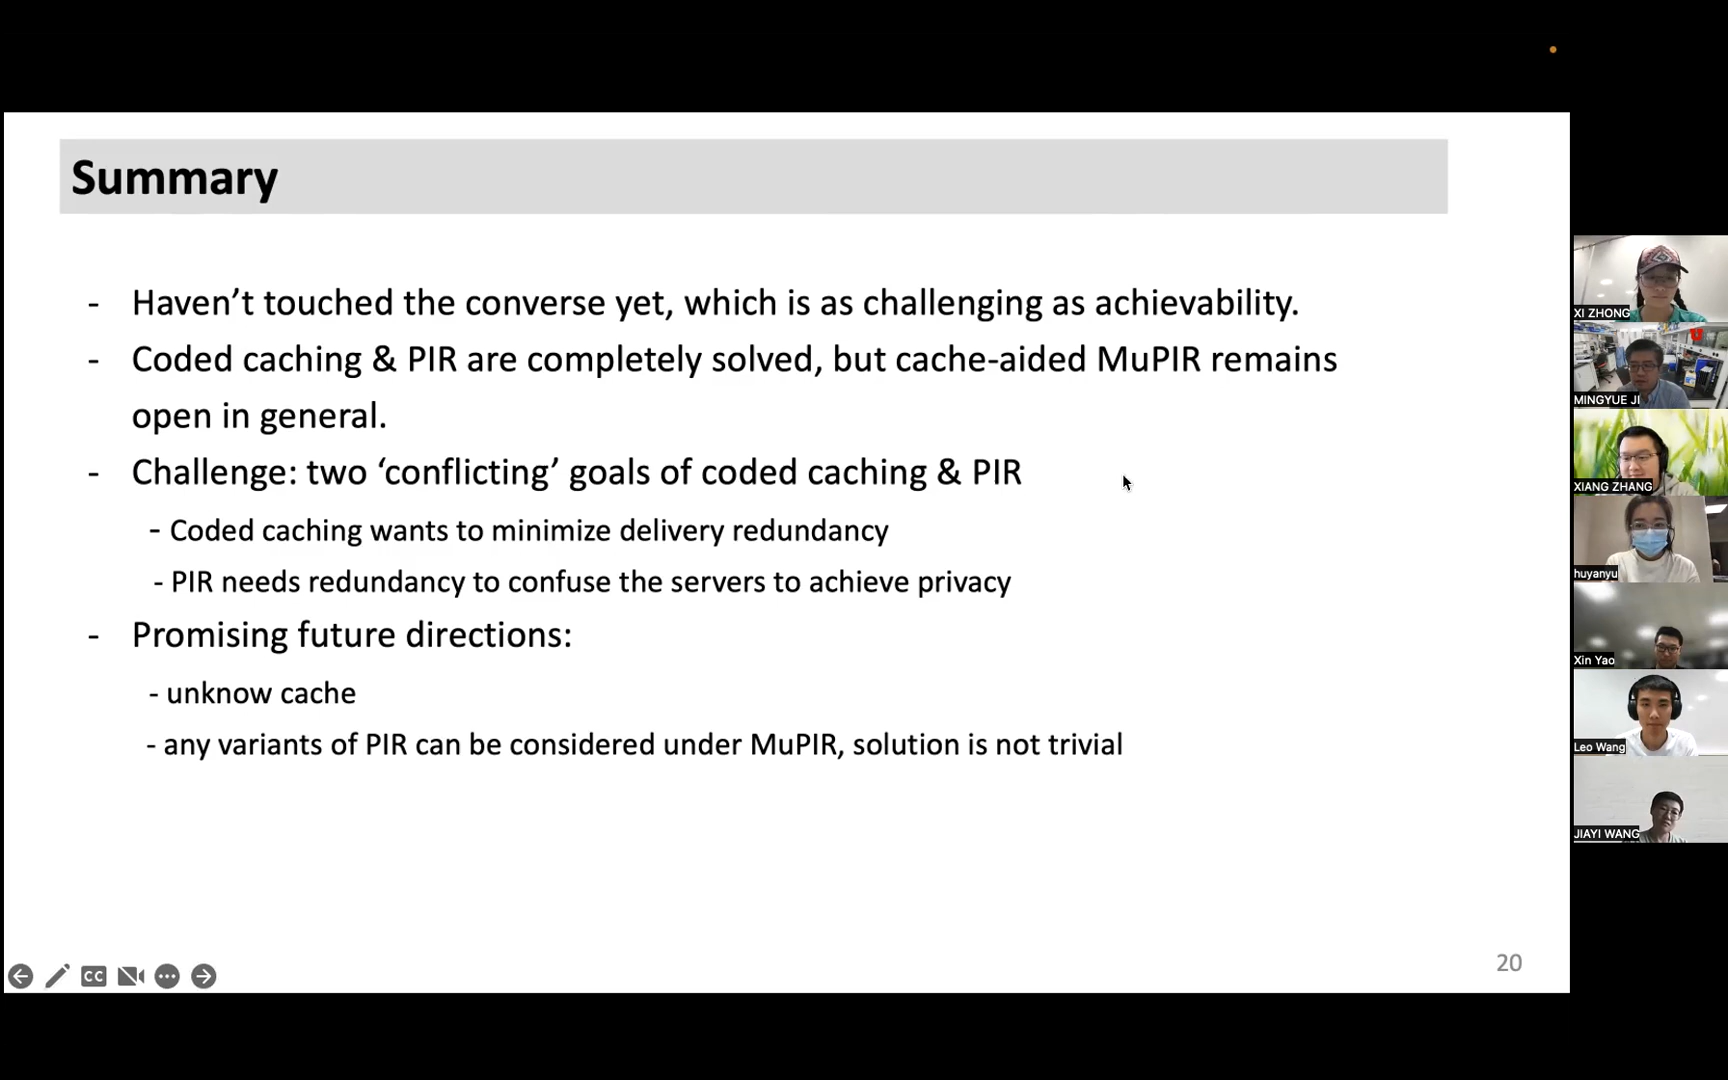 Summary
- Haven’t touched the converse yet, which is as challenging as achievability.
- Coded caching & PIR are completely solved, but cache-aided MuPIR remains
open in general.
- Challenge: two ‘conflicting’ goals of coded caching & PIR
- Coded caching wants to minimize delivery redundancy
- PIR needs redundancy to confuse the servers to achieve privacy
- Promising future directions:
- unknow cache
- any variants of PIR can be considered under MuPIR, solution is not trivial
CC
20
XI ZHONG
MINGYUE JI
XIANG ZHANG
huyanyu
Xin Yao
Leo Wang
JIAYI WANG